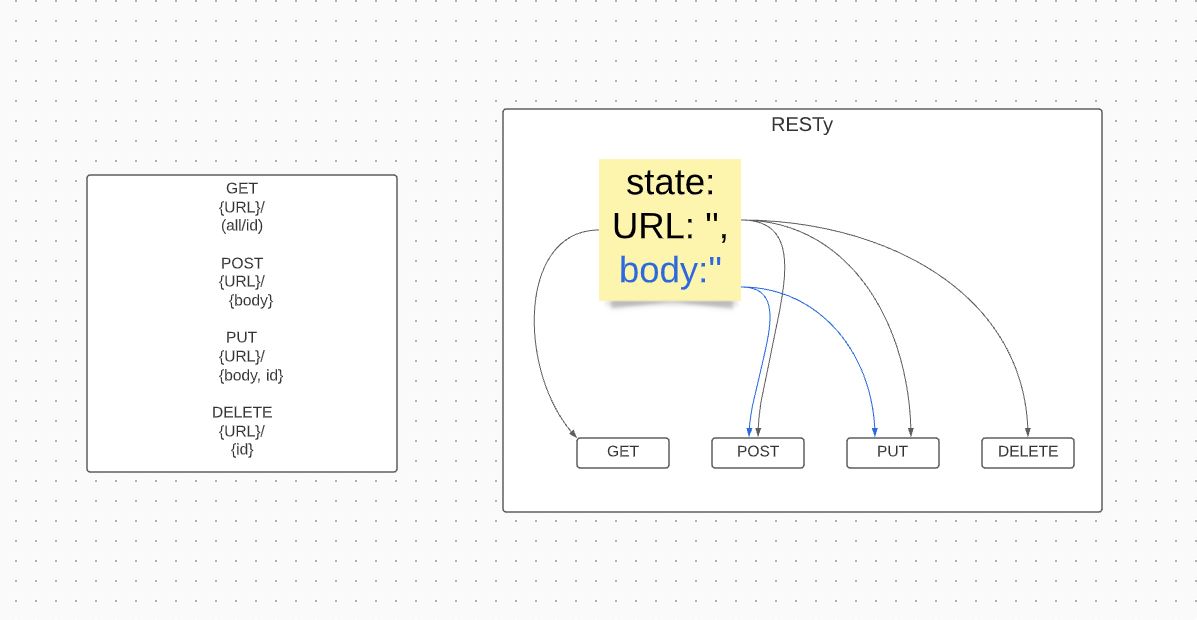 GET
{URL}/
(all/id)
POST
{URL}/
{body}
PUT
{URL}/
{body, id}
DELETE
{URL}/
{id}
RESTy
state:
URL: '',
body:''
GET
POST
PUT
DELETE